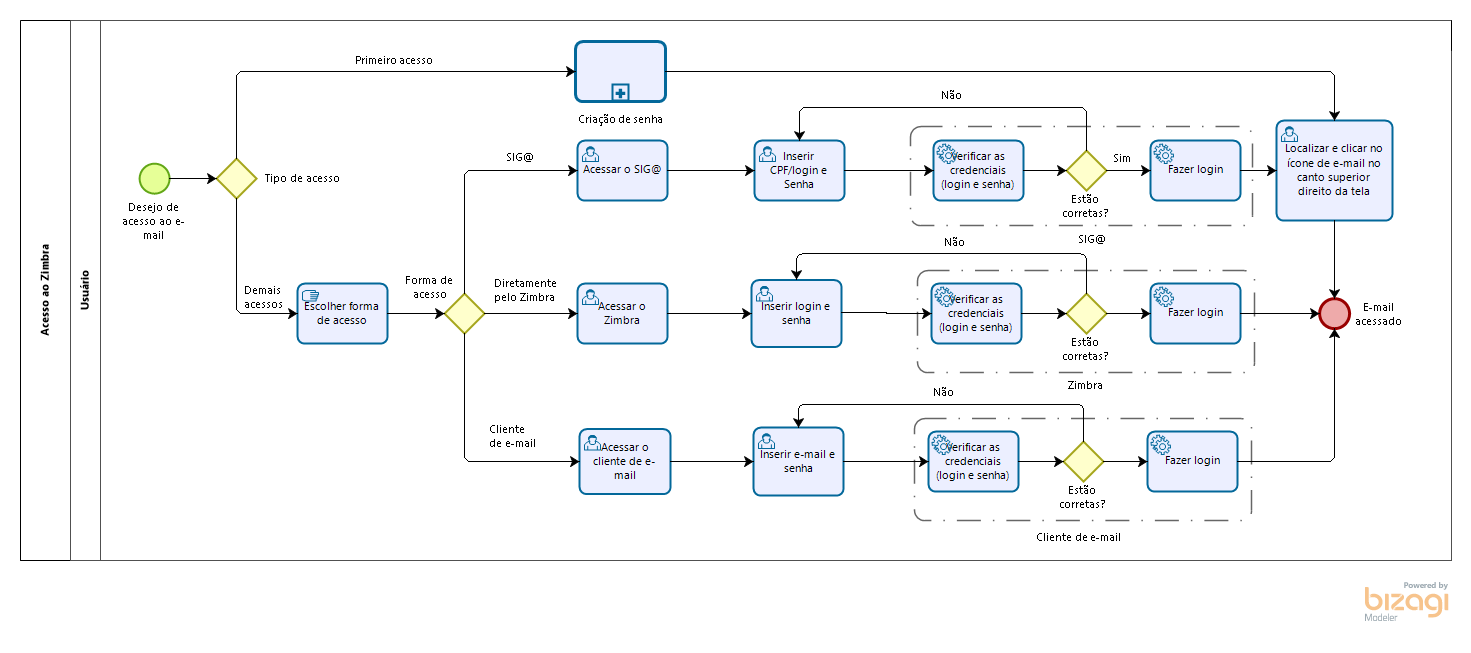 Acesso ao Zimbra
Usuário
Desejo de
acesso ao e-
mail
Tipo de acesso
Primeiro acesso
Criação de senha
Demais
acessos
Escolher forma
de acesso
Forma de
acesso
SIG@
Acessar o SIG@
Inserir
CPF/login e
Senha
Não
Verificar as
credenciais
(login e senha)
Estão
corretas?
Sim
Fazer login
SIG@
Localizar e clicar no
ícone de e-mail no
canto superior
direito da tela
Diretamente
pelo Zimbra
Acessar o
Zimbra
Inserir login e
senha
Não
Verificar as
credenciais
(login e senha)
Estão
corretas?
Fazer login
Zimbra
E-mail
acessado
Cliente
de e-mail
Acessar o
cliente de e-
mail
Inserir e-mail e
senha
Não
Verificar as
credenciais
(login e senha)
Estão
corretas?
Fazer login
Cliente de e-mail
Powered by
bizagi
Modeler